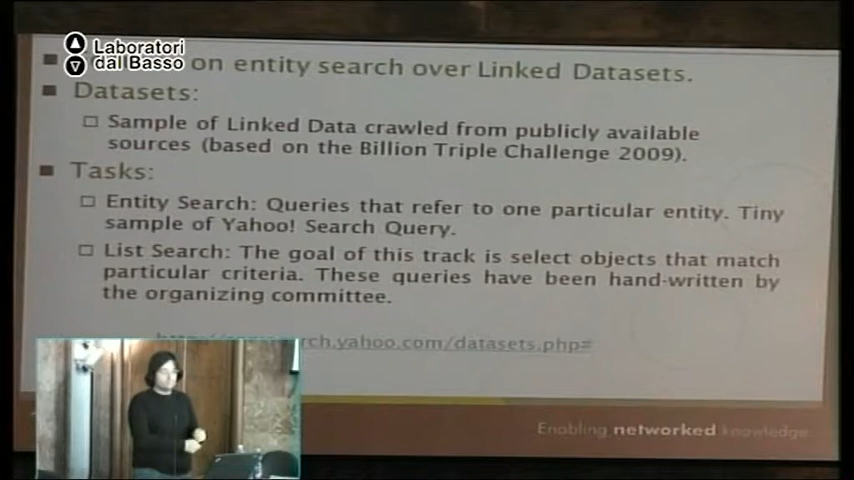 Laboratori
dal Basso
on entity search over Linked Datasets.
Datasets:
Sample of Linked Data crawled from publicly available
sources (based on the Billion Triple Challenge 2009).
Tasks:
Entity Search: Queries that refer to one particular entity. Tiny
sample of Yahoo! Search Query.
List Search: The goal of this track is select objects that match
particular criteria. These queries have been hand-written by
the organizing committee.
rch.yahoo.com/datasets.php#
Enabling networked knowledge